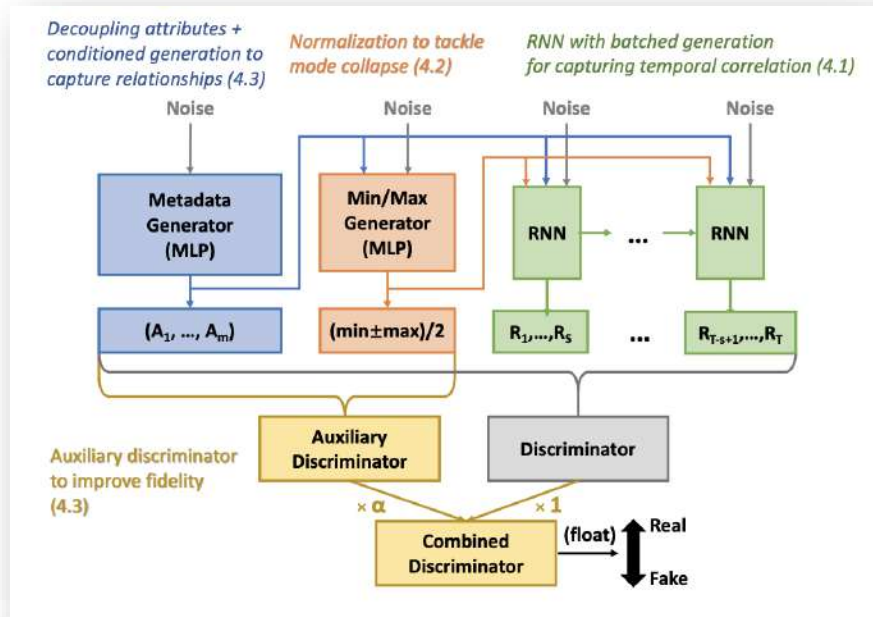 Decoupling attributes +
conditioned generation to
capture relationships (4.3)
Normalization to tackle
mode collapse (4.2)
RNN with batched generation
for capturing temporal correlation (4.1)
Noise
Noise
Noise
Noise
Metadada
Generator
(MLP)
Min/Max
Generator
(MLP)
RNN
...
RNN
(A₁, ..., Aₘ)
(min±max)/2
R₁,...,Rₛ
...
R_T-s+1,...,R_T
Auxiliary discriminator
to improve fidelity
(4.3)
Auxiliary
Discriminator
Discriminator
× α
× 1
Combined
Discriminator
(float)
Real
Fake